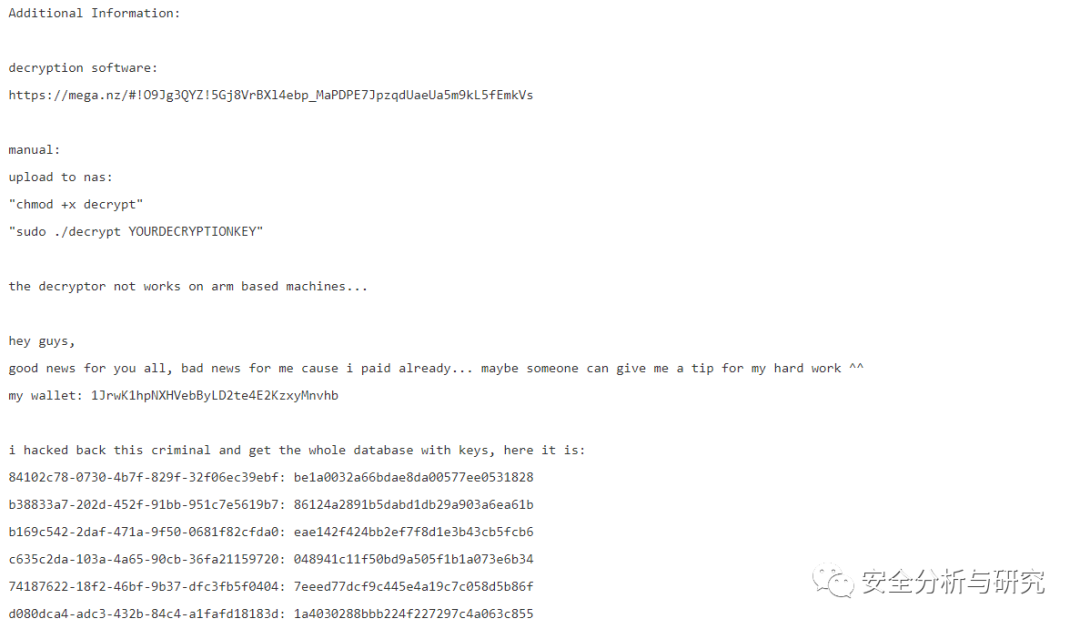 Additional Information:
decryption software:
https://mega.nz/#!O9Jg3QYZ!5Gj8VrBXl4ebp_MaPDPE7JpzqdUaeUa5m9kL5fEmkVs
manual:
upload to nas:
"chmod +x decrypt"
"sudo ./decrypt YOURDECRYPTIONKEY"
the decryptor not works on arm based machines...
hey guys,
good news for you all, bad news for me cause i paid already... maybe someone can give me a tip for my hard work ^^
my wallet: 1JrwK1hpNXHVebByLD2te4E2KzxyMnvhb
i hacked back this criminal and get the whole database with keys, here it is:
84102c78-0730-4b7f-829f-32f06ec39ebf: be1a0032a66bdae8da00577ee0531828
b38833a7-202d-452f-91bb-951c7e5619b7: 86124a2891b5dabd1db29a903a6ea61b
b169c542-2daf-471a-9f50-0681f82cfda0: eae142f424bb2ef7f8d1e3b43cb5fcb6
c635c2da-103a-4a65-90cb-36fa21159720: 048941c11f50bd9a505f1b1a073e6b34
74187622-18f2-46bf-9b37-dfc3fb5f0404: 7eeed77dcf9c445e4a19c7c058d5b86f
d080dca4-adc3-432b-84c4-a1fafd18183d: 1a4030288bbb224f227297c4a063c855
安全分析与研究